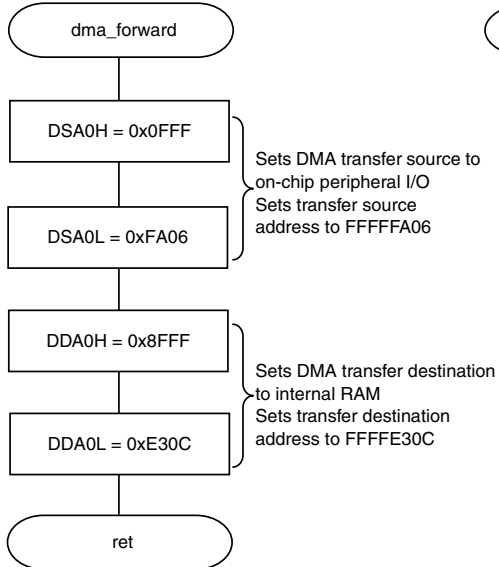 dma_forward
DSA0H = 0x0FFF
DSA0L = 0xFA06
Sets DMA transfer source to
on-chip peripheral I/O
Sets transfer source
address to FFFFFA06
DDA0H = 0x8FFF
DDA0L = 0xE30C
Sets DMA transfer destination
to internal RAM
Sets transfer destination
address to FFFFE30C
ret